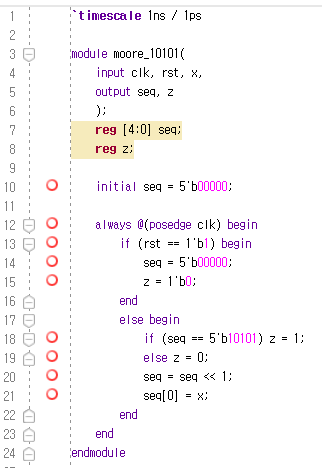 1 `timescale 1ns / 1ps
2
3 module moore_10101(
4 input clk, rst, x,
5 output seq, z
6 );
7 reg [4:0] seq;
8 reg z;
9
10 initial seq = 5'b00000;
11
12 always @(posedge clk) begin
13 if (rst == 1'b1) begin
14 seq = 5'b00000;
15 z = 1'b0;
16 end
17 else begin
18 if (seq == 5'b10101) z = 1;
19 else z = 0;
20 seq = seq << 1;
21 seq[0] = x;
22 end
23 end
24 endmodule